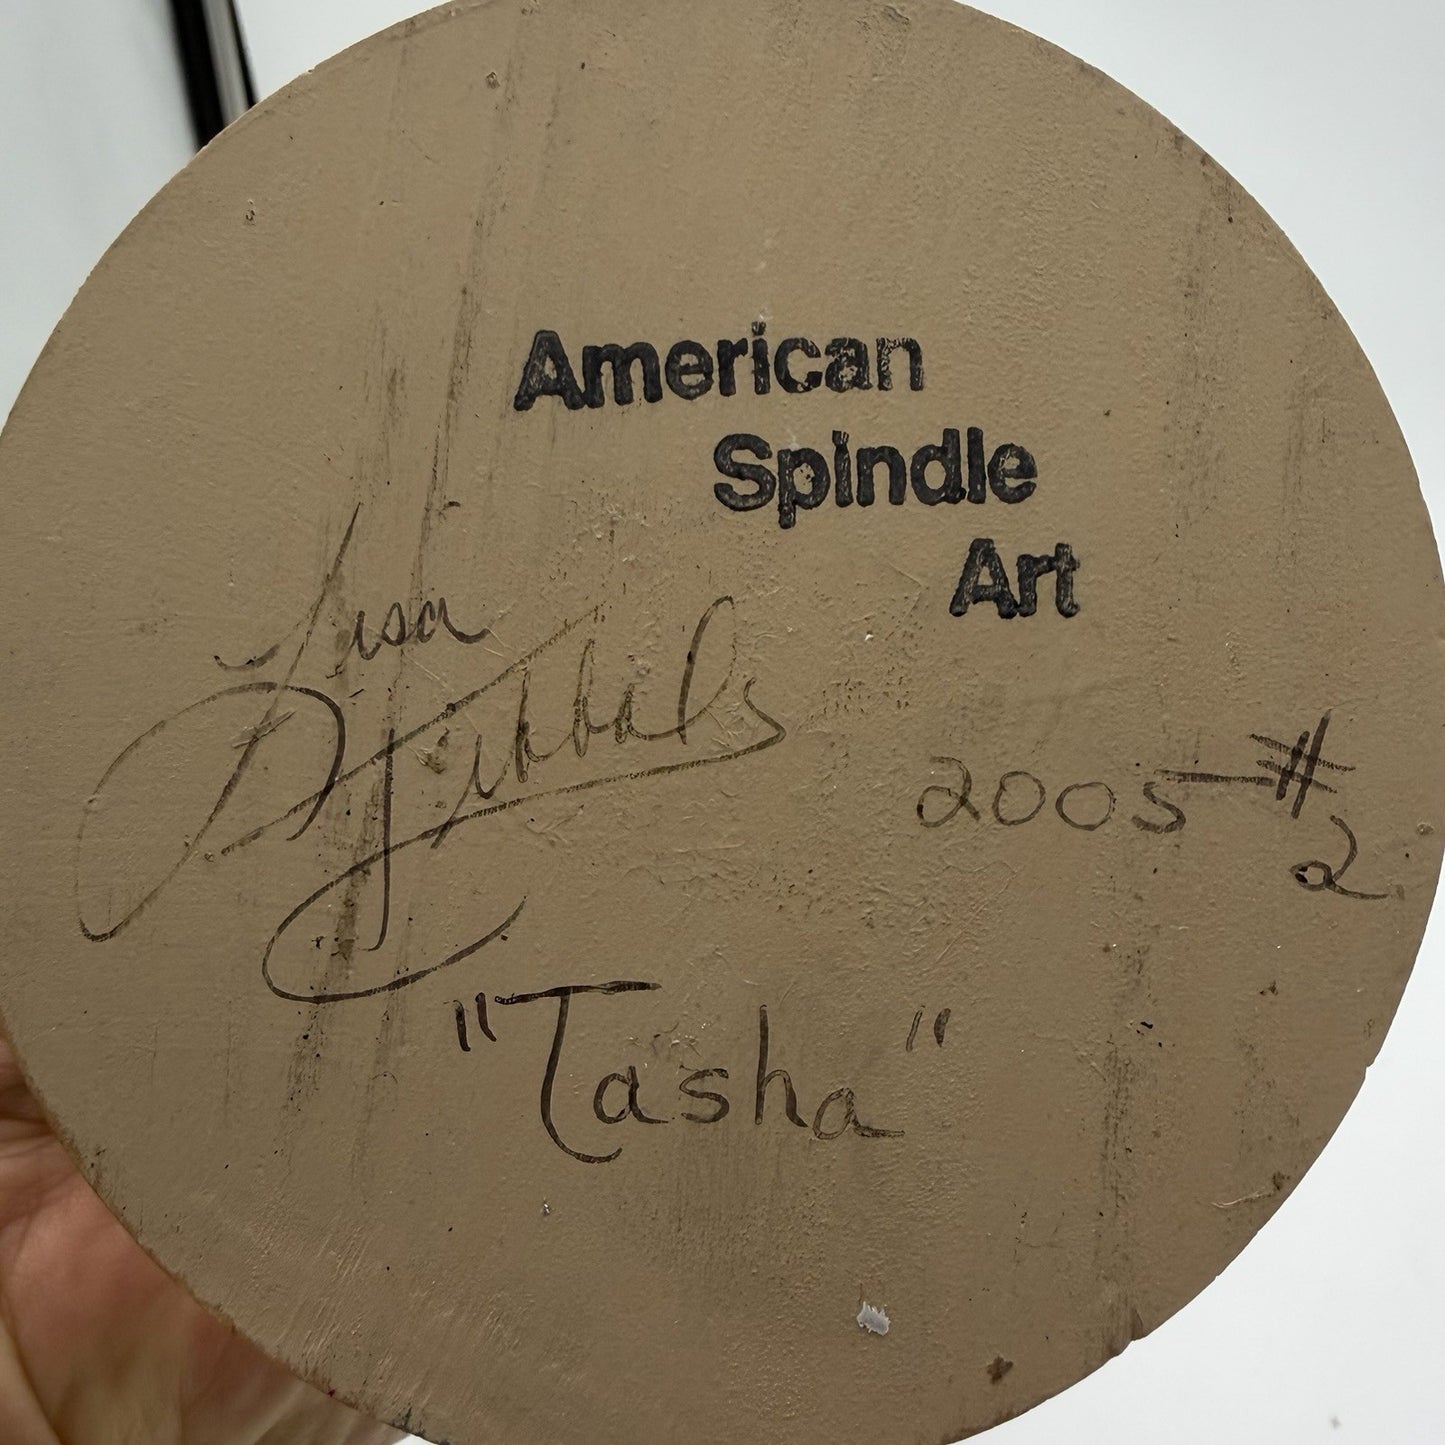 American
Spindle
Art
Lisa
2005 - #2
"Tasha"